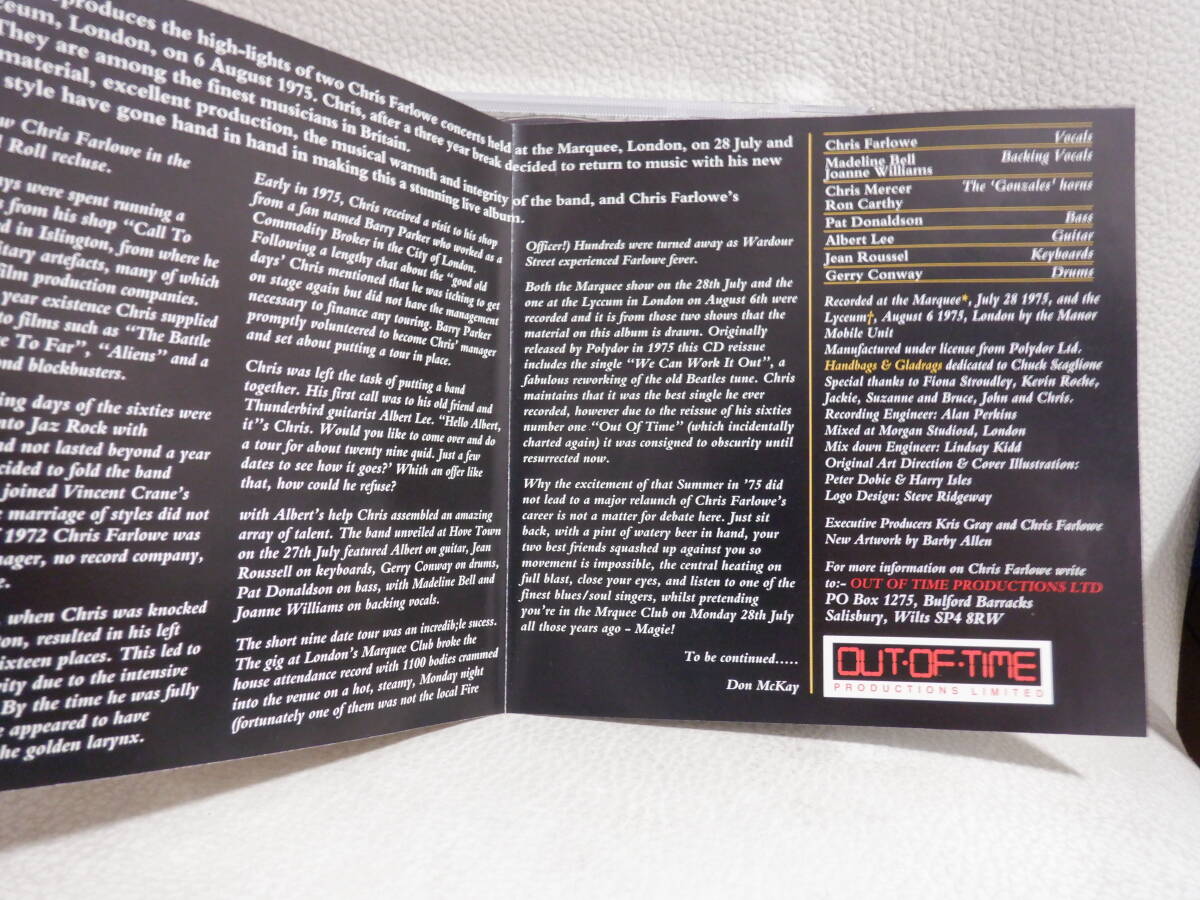 produces the high-lights of two Chris Farlowe concerts held at the Marquee, London, on 28 July and
ceum, London, on 6 August 1975. Chris, after a three year break decided to return to music with his new
They are among the finest musicians in Britain.
material, excellent production, the musical warmth and integrity of the band, and Chris Farlowe's
style have gone hand in hand in making this a stunning live album.
w Chris Farlowe in the
Roll recluse.
ys were spent running a
s from his shop "Call To
d in Islington, from where he
itary artefacts, many of which
film production companies.
year existence Chris supplied
to films such as "The Battle
e To Far", "Aliens" and a
ond blockbusters.
ing days of the sixties were
nto Jaz Rock with
nd not lasted beyond a year
cided to fold the band
joined Vincent Crane's
marriage of styles did not
1972 Chris Farlowe was
nager, no record company,
e.
when Chris was knocked
ton, resulted in his left
ixteen places. This led to
ity due to the intensive
By the time he was fully
e appeared to have
he golden larynx.
Early in 1975, Chris received a visit to his shop
from a fan named Barry Parker who worked as a
Commodity Broker in the City of London.
Following a lengthy chat about the "good old
days' Chris mentioned that he was itching to get
on stage again but did not have the management
necessary to finance any touring. Barry Parker
promptly volunteered to become Chris' manager
and set about putting a tour in place.
Chris was left the task of putting a band
together. His first call was to his old friend and
Thunderbird guitarist Albert Lee. "Hello Albert,
it"s Chris. Would you like to come over and do
a tour for about twenty nine quid. Just a few
dates to see how it goes?' Whith an offer like
that, how could he refuse?
with Albert's help Chris assembled an amazing
array of talent. The band unveiled at Hove Town
on the 27th July featured Albert on guitar, Jean
Roussell on keyboards, Gerry Conway on drums,
Pat Donaldson on bass, with Madeline Bell and
Joanne Williams on backing vocals.
The short nine date tour was an incredib;le sucess.
The gig at London's Marquee Club broke the
house attendance record with 1100 bodies crammed
into the venue on a hot, steamy, Monday night
(fortunately one of them was not the local Fire
Officer!) Hundreds were turned away as Wardour
Street experienced Farlowe fever.
Both the Marquee show on the 28th July and the
one at the Lyceum in London on August 6th were
recorded and it is from those two shows that the
material on this album is drawn. Originally
released by Polydor in 1975 this CD reissue
includes the single "We Can Work It Out", a
fabulous reworking of the old Beatles tune. Chris
maintains that it was the best single he ever
recorded, however due to the reissue of his sixties
number one "Out Of Time" (which incidentally
charted again) it was consigned to obscurity until
resurrected now.
Why the excitement of that Summer in '75 did
not lead to a major relaunch of Chris Farlowe's
career is not a matter for debate here. Just sit
back, with a pint of watery beer in hand, your
two best friends squashed up against you so
movement is impossible, the central heating on
full blast, close your eyes, and listen to one of the
finest blues/soul singers, whilst pretending
you're in the Mrquee Club on Monday 28th July
all those years ago - Magie!
To be continued.....
Don McKay
Chris Farlowe Vocals
Madeline Bell Backing Vocals
Joanne Williams
Chris Mercer The 'Gonzales' horns
Ron Carthy
Pat Donaldson Bass
Albert Lee Guitar
Jean Roussel Keyboards
Gerry Conway Drums
Recorded at the Marquee*, July 28 1975, and the
Lyceum†, August 6 1975, London by the Manor
Mobile Unit
Manufactured under license from Polydor Ltd.
Handbags & Gladrags dedicated to Chuck Scaglione
Special thanks to Fiona Stroudley, Kevin Roche,
Jackie, Suzanne and Bruce, John and Chris.
Recording Engineer: Alan Perkins
Mixed at Morgan Studiosd, London
Mix down Engineer: Lindsay Kidd
Original Art Direction & Cover Illustration:
Peter Dobie & Harry Isles
Logo Design: Steve Ridgeway
Executive Producers Kris Gray and Chris Farlowe
New Artwork by Barby Allen
For more information on Chris Farlowe write
to:- OUT OF TIME PRODUCTIONS LTD
PO Box 1275, Bulford Barracks
Salisbury, Wilts SP4 8RW
OUT·OF·TIME
PRODUCTIONS LIMITED